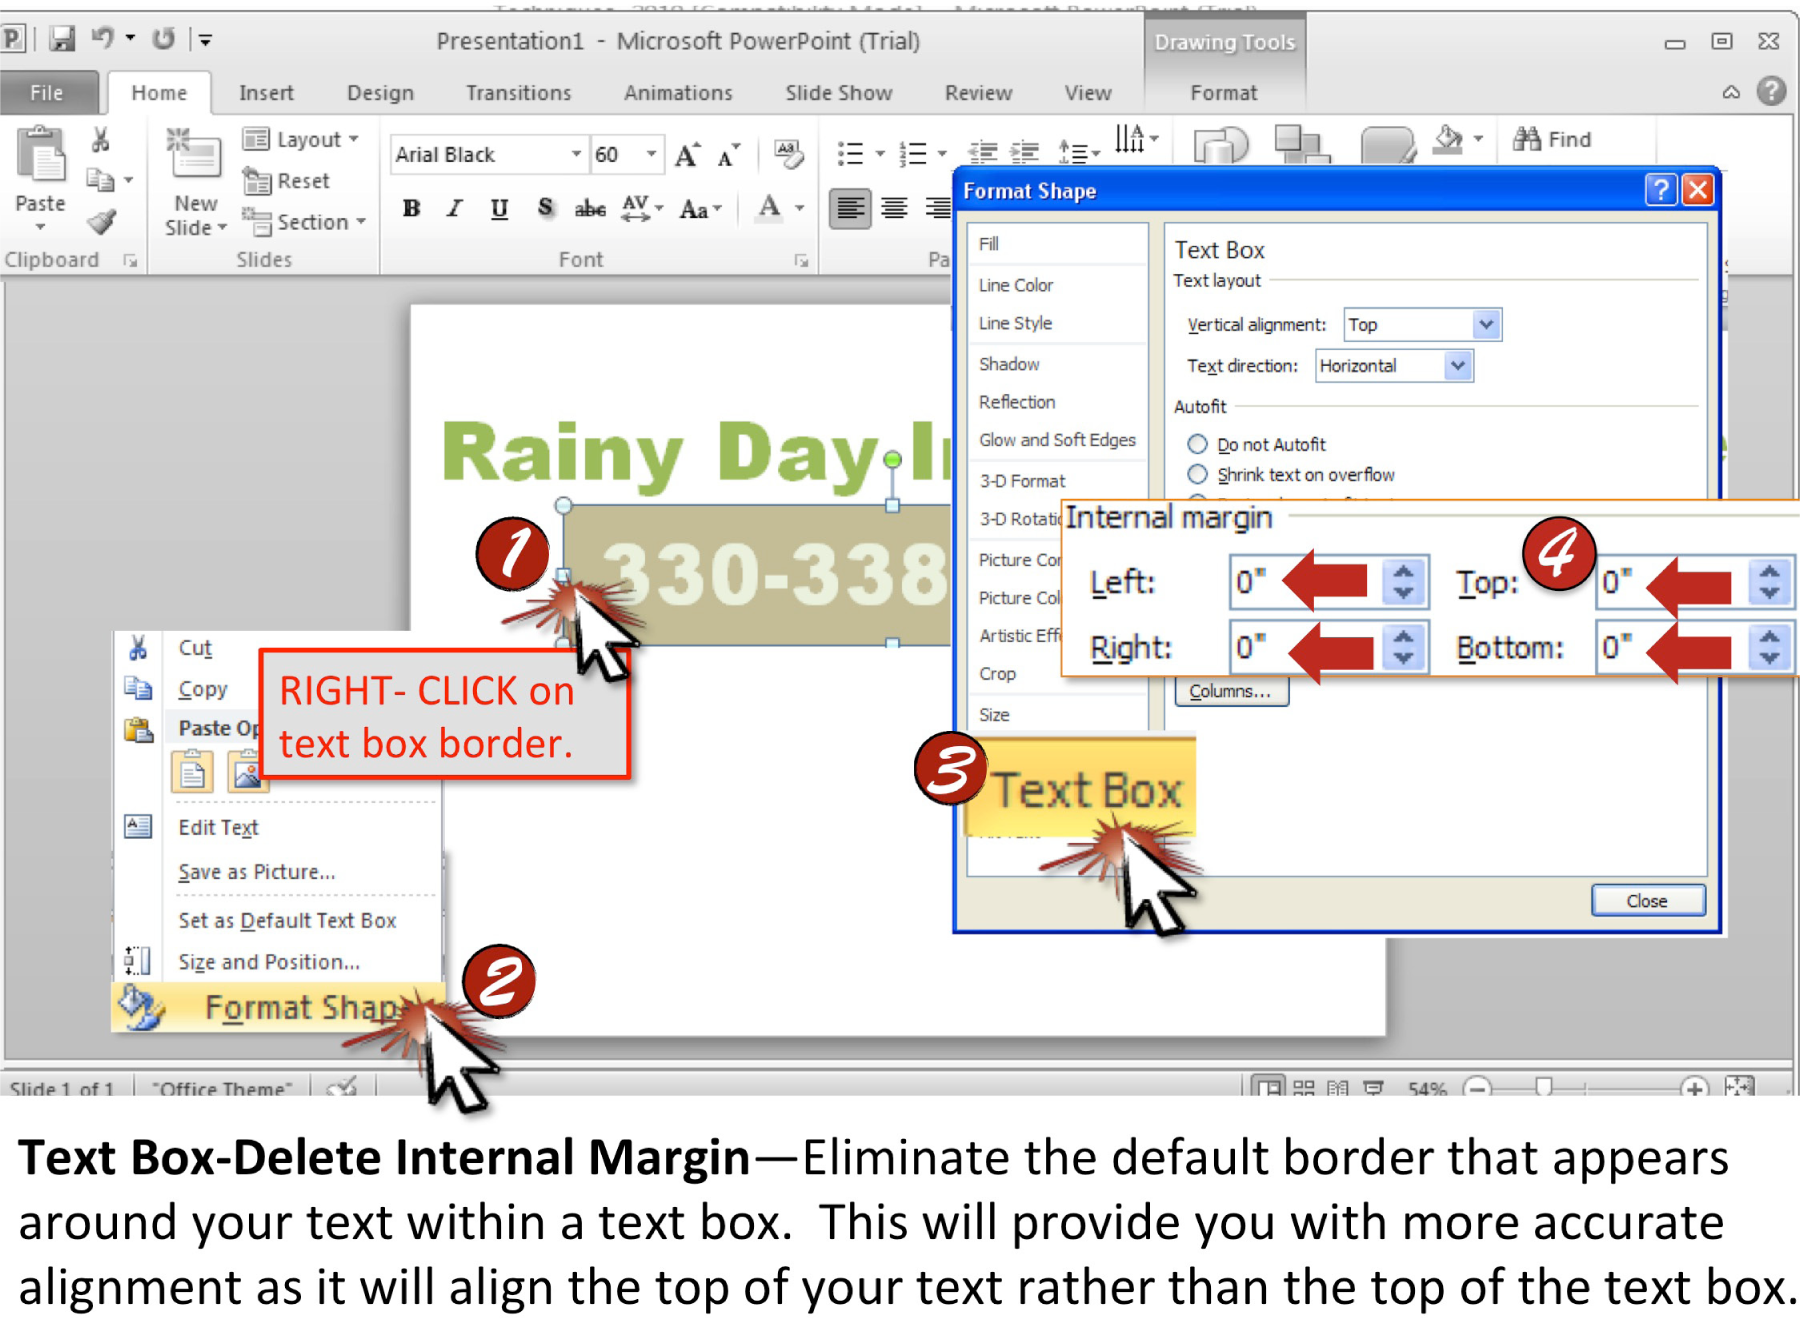 Presentation1 - Microsoft PowerPoint (Trial)
Drawing Tools
File Home Insert Design Transitions Animations Slide Show Review View Format
Paste
Clipboard
New
Slide
Layout
Reset
Section
Slides
Arial Black 60
B I U S abc AV Aa A
Font
Pa
Find
Format Shape
Fill
Line Color
Line Style
Shadow
Reflection
Glow and Soft Edges
3-D Format
3-D Rotatic
Picture Cor
Picture Col
Artistic Eff
Crop
Size
Text Box
Text Box
Text layout
Vertical alignment: Top
Text direction: Horizontal
Autofit
Do not Autofit
Shrink text on overflow
Internal margin
Left: 0" Top: 0"
Right: 0" Bottom: 0"
Columns...
Close
Rainy Day
330-338
1
2
3
4
RIGHT- CLICK on
text box border.
Cut
Copy
Paste Op
Edit Text
Save as Picture...
Set as Default Text Box
Size and Position...
Format Shap
Slide 1 of 1 "Office Theme" 54%
Text Box-Delete Internal Margin—Eliminate the default border that appears
around your text within a text box. This will provide you with more accurate
alignment as it will align the top of your text rather than the top of the text box.